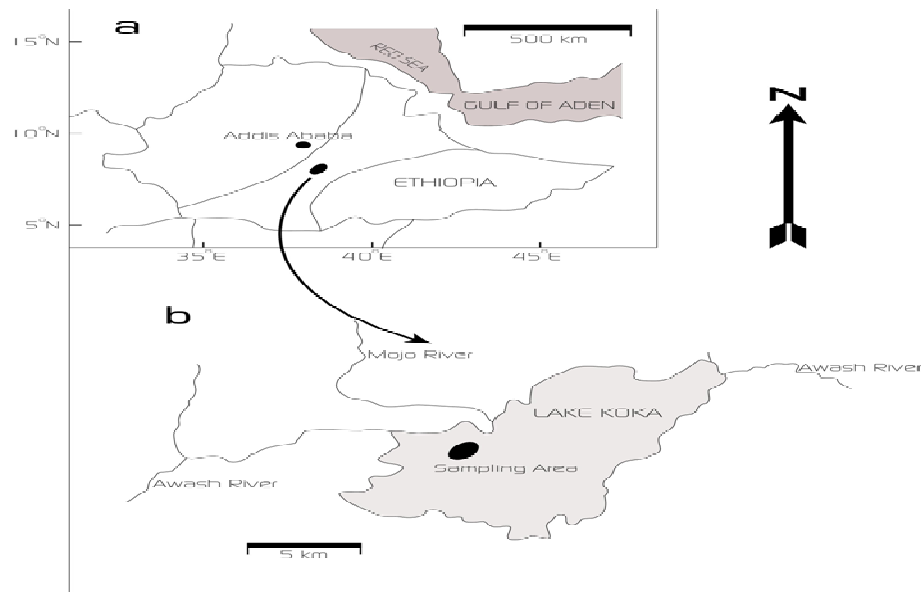 a
15°N
500 km
RED SEA
GULF OF ADEN
10°N
Addis Ababa
ETHIOPIA
5°N
35°E
40°E
45°E
N
b
Mojo River
Awash River
LAKE KOKA
Sampling Area
Awash River
5 km